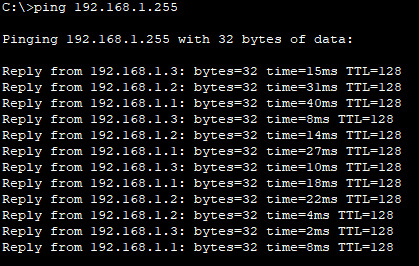 C:\>ping 192.168.1.255
Pinging 192.168.1.255 with 32 bytes of data:
Reply from 192.168.1.3: bytes=32 time=15ms TTL=128
Reply from 192.168.1.2: bytes=32 time=31ms TTL=128
Reply from 192.168.1.1: bytes=32 time=40ms TTL=128
Reply from 192.168.1.3: bytes=32 time=8ms TTL=128
Reply from 192.168.1.2: bytes=32 time=14ms TTL=128
Reply from 192.168.1.1: bytes=32 time=27ms TTL=128
Reply from 192.168.1.3: bytes=32 time=10ms TTL=128
Reply from 192.168.1.1: bytes=32 time=18ms TTL=128
Reply from 192.168.1.2: bytes=32 time=22ms TTL=128
Reply from 192.168.1.2: bytes=32 time=4ms TTL=128
Reply from 192.168.1.3: bytes=32 time=2ms TTL=128
Reply from 192.168.1.1: bytes=32 time=8ms TTL=128